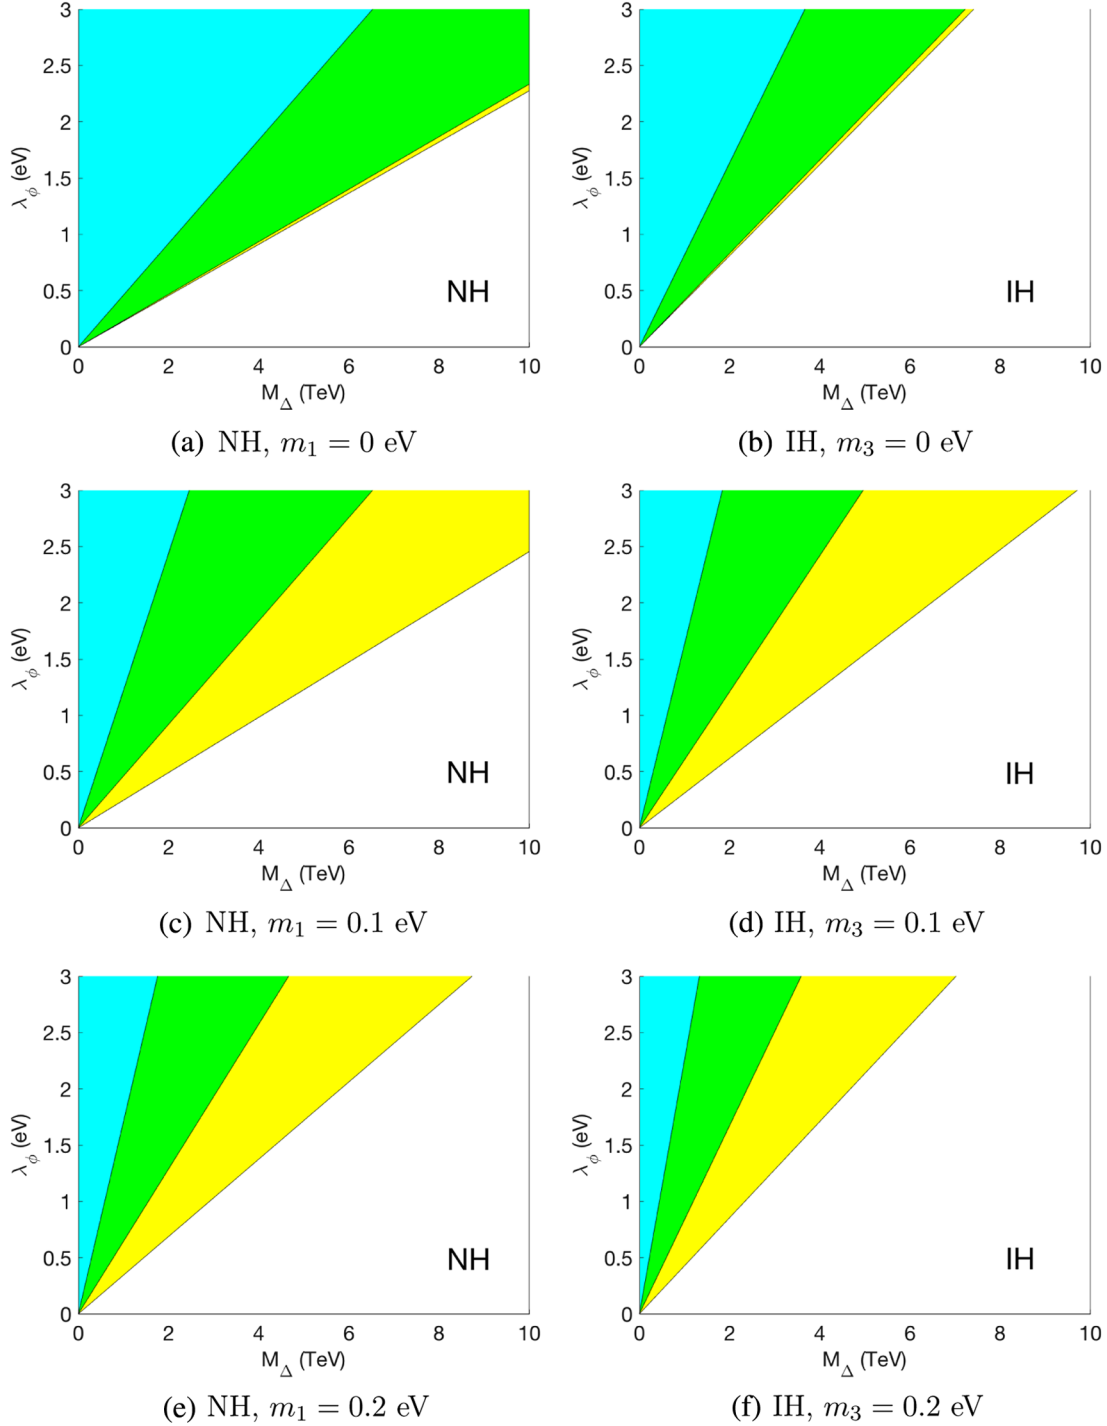 3
2.5
2
1.5
1
0.5
0
λϕ (eV)
NH
0 2 4 6 8 10
MΔ (TeV)
(a) NH, m1 = 0 eV
3
2.5
2
1.5
1
0.5
0
λϕ (eV)
IH
0 2 4 6 8 10
MΔ (TeV)
(b) IH, m3 = 0 eV
3
2.5
2
1.5
1
0.5
0
λϕ (eV)
NH
0 2 4 6 8 10
MΔ (TeV)
(c) NH, m1 = 0.1 eV
3
2.5
2
1.5
1
0.5
0
λϕ (eV)
IH
0 2 4 6 8 10
MΔ (TeV)
(d) IH, m3 = 0.1 eV
3
2.5
2
1.5
1
0.5
0
λϕ (eV)
NH
0 2 4 6 8 10
MΔ (TeV)
(e) NH, m1 = 0.2 eV
3
2.5
2
1.5
1
0.5
0
λϕ (eV)
IH
0 2 4 6 8 10
MΔ (TeV)
(f) IH, m3 = 0.2 eV